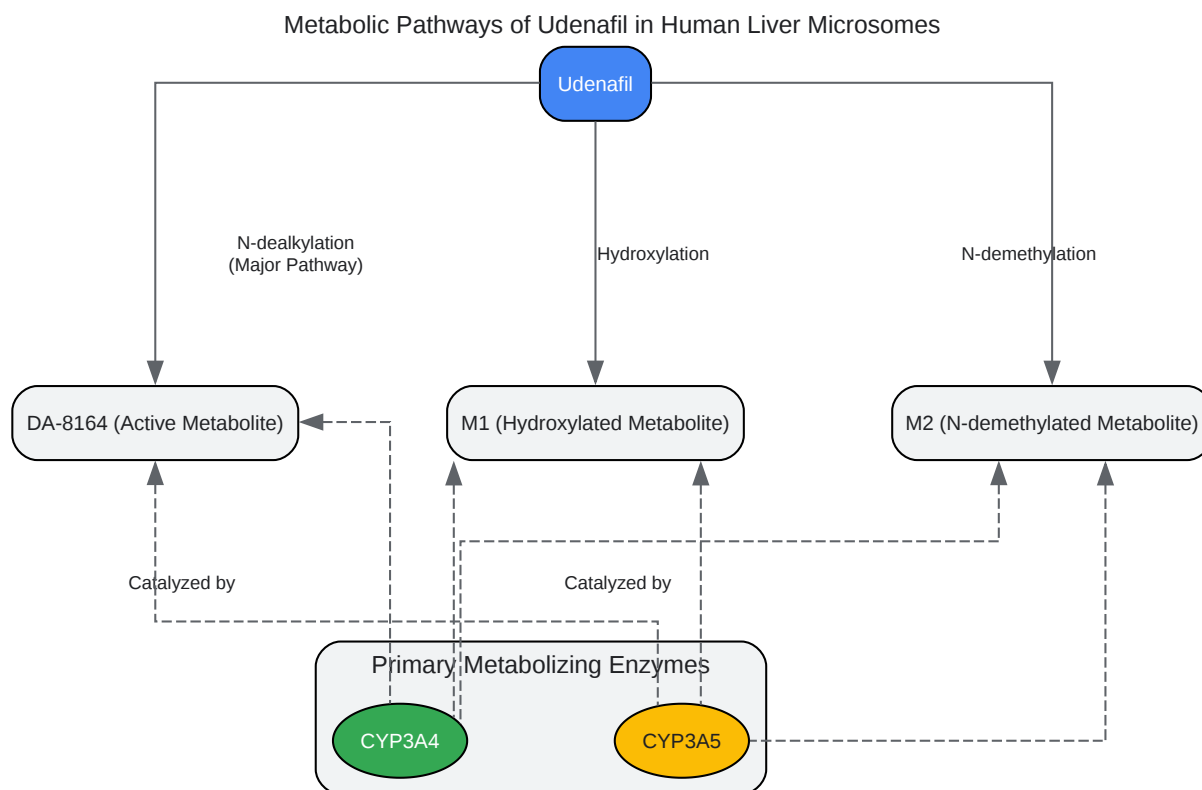 Metabolic Pathways of Udenafil in Human Liver Microsomes
Udenafil
N-dealkylation
(Major Pathway)
Hydroxylation
N-demethylation
DA-8164 (Active Metabolite)
M1 (Hydroxylated Metabolite)
M2 (N-demethylated Metabolite)
Catalyzed by
Catalyzed by
Primary Metabolizing Enzymes
CYP3A4
CYP3A5